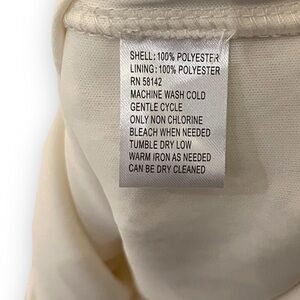 SHELL: 100% POLYESTER
LINING: 100% POLYESTER
RN 58142
MACHINE WASH COLD
GENTLE CYCLE
ONLY NON CHLORINE
BLEACH WHEN NEEDED
TUMBLE DRY LOW
WARM IRON AS NEEDED
CAN BE DRY CLEANED